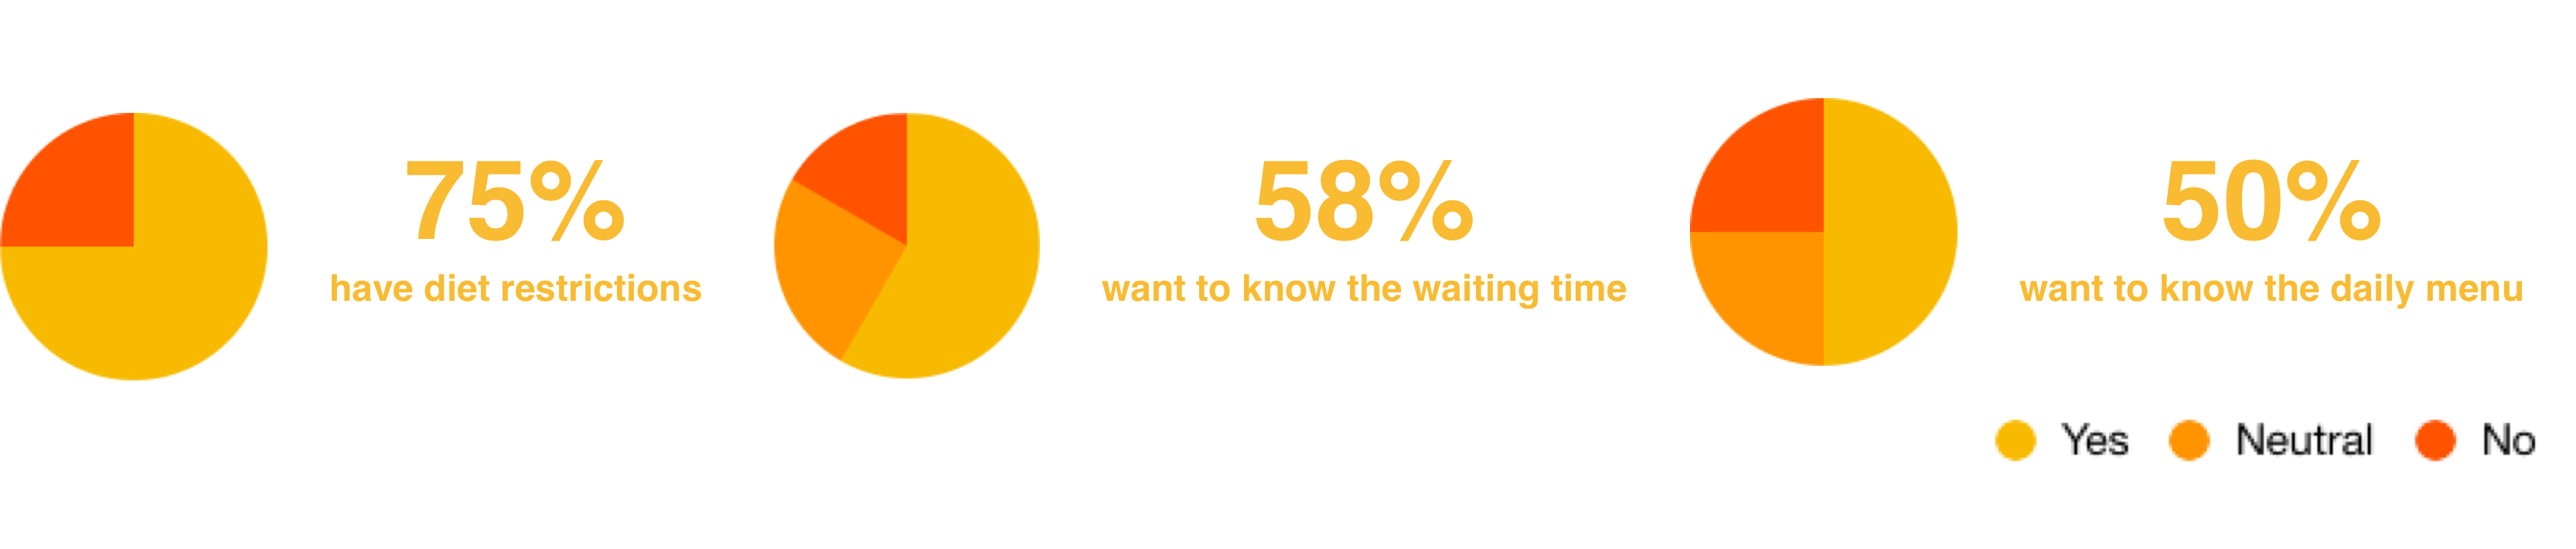 75%
have diet restrictions
58%
want to know the waiting time
50%
want to know the daily menu
Yes Neutral No